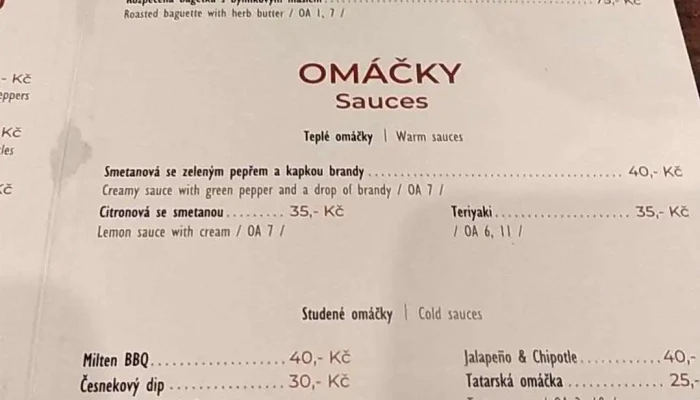 Roasted baguette with herb butter / OA 1, 7 /
- Kč
eppers
Kč
les
Kč
OMÁČKY
Sauces
Teplé omáčky | Warm sauces
Smetanová se zeleným pepřem a kapkou brandy 40,- Kč
Creamy sauce with green pepper and a drop of brandy / OA 7 /
Citronová se smetanou 35,- Kč
Lemon sauce with cream / OA 7 /
Teriyaki 35,- Kč
/ OA 6, 11 /
Studené omáčky | Cold sauces
Milten BBQ 40,- Kč
Česnekový dip 30,- Kč
Jalapeño & Chipotle 40,-
Tatarská omáčka 25,-